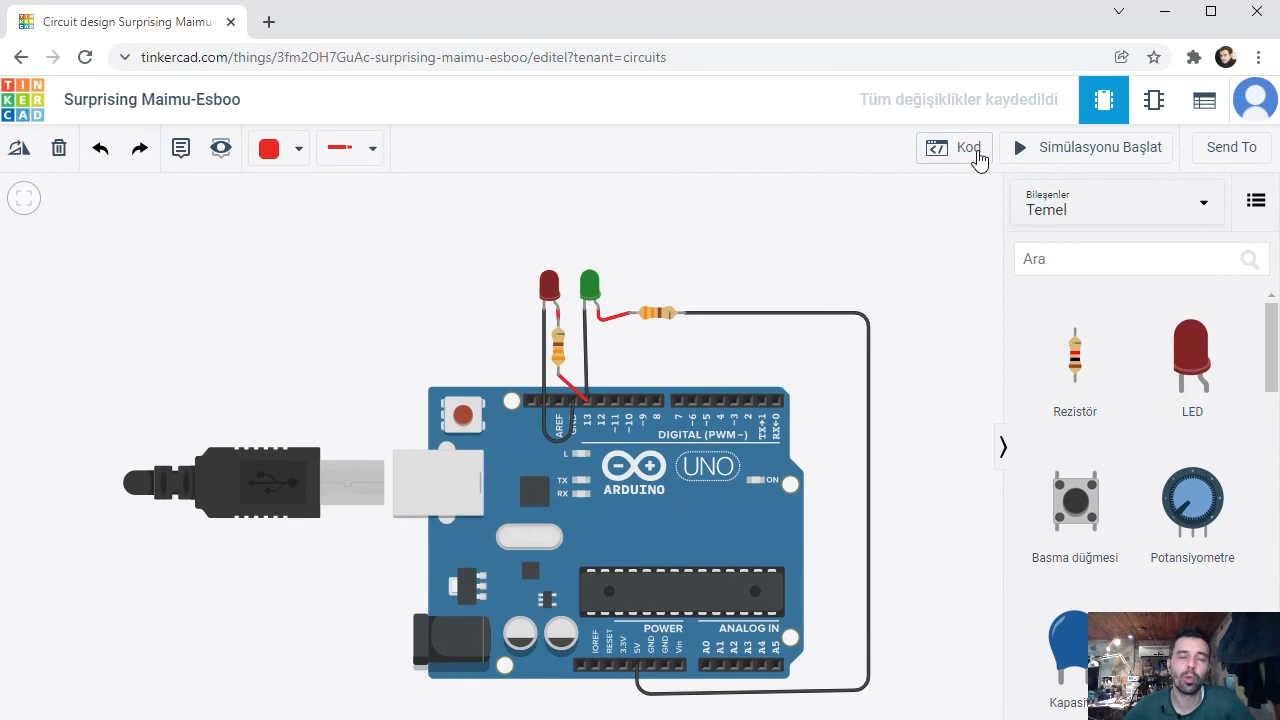 Circuit design Surprising Maimu-
tinkercad.com/things/3fm2OH7GuAc-surprising-maimu-esboo/editel?tenant=circuits
TIN
KER
CAD
Surprising Maimu-Esboo
Tüm değişiklikler kaydedildi
Kod
Simülasyonu Başlat
Send To
Bileşenler
Temel
Ara
Rezistör
LED
Basma düğmesi
Potansiyometre
Kapasi
AREF
GND
13
12
~11
~10
~9
8
7
~6
~5
4
~3
2
TX→1
RX←0
DIGITAL (PWM~)
L
TX
RX
ARDUINO
UNO
ON
POWER
ANALOG IN
IOREF
RESET
3.3V
5V
GND
GND
Vin
A0
A1
A2
A3
A4
A5